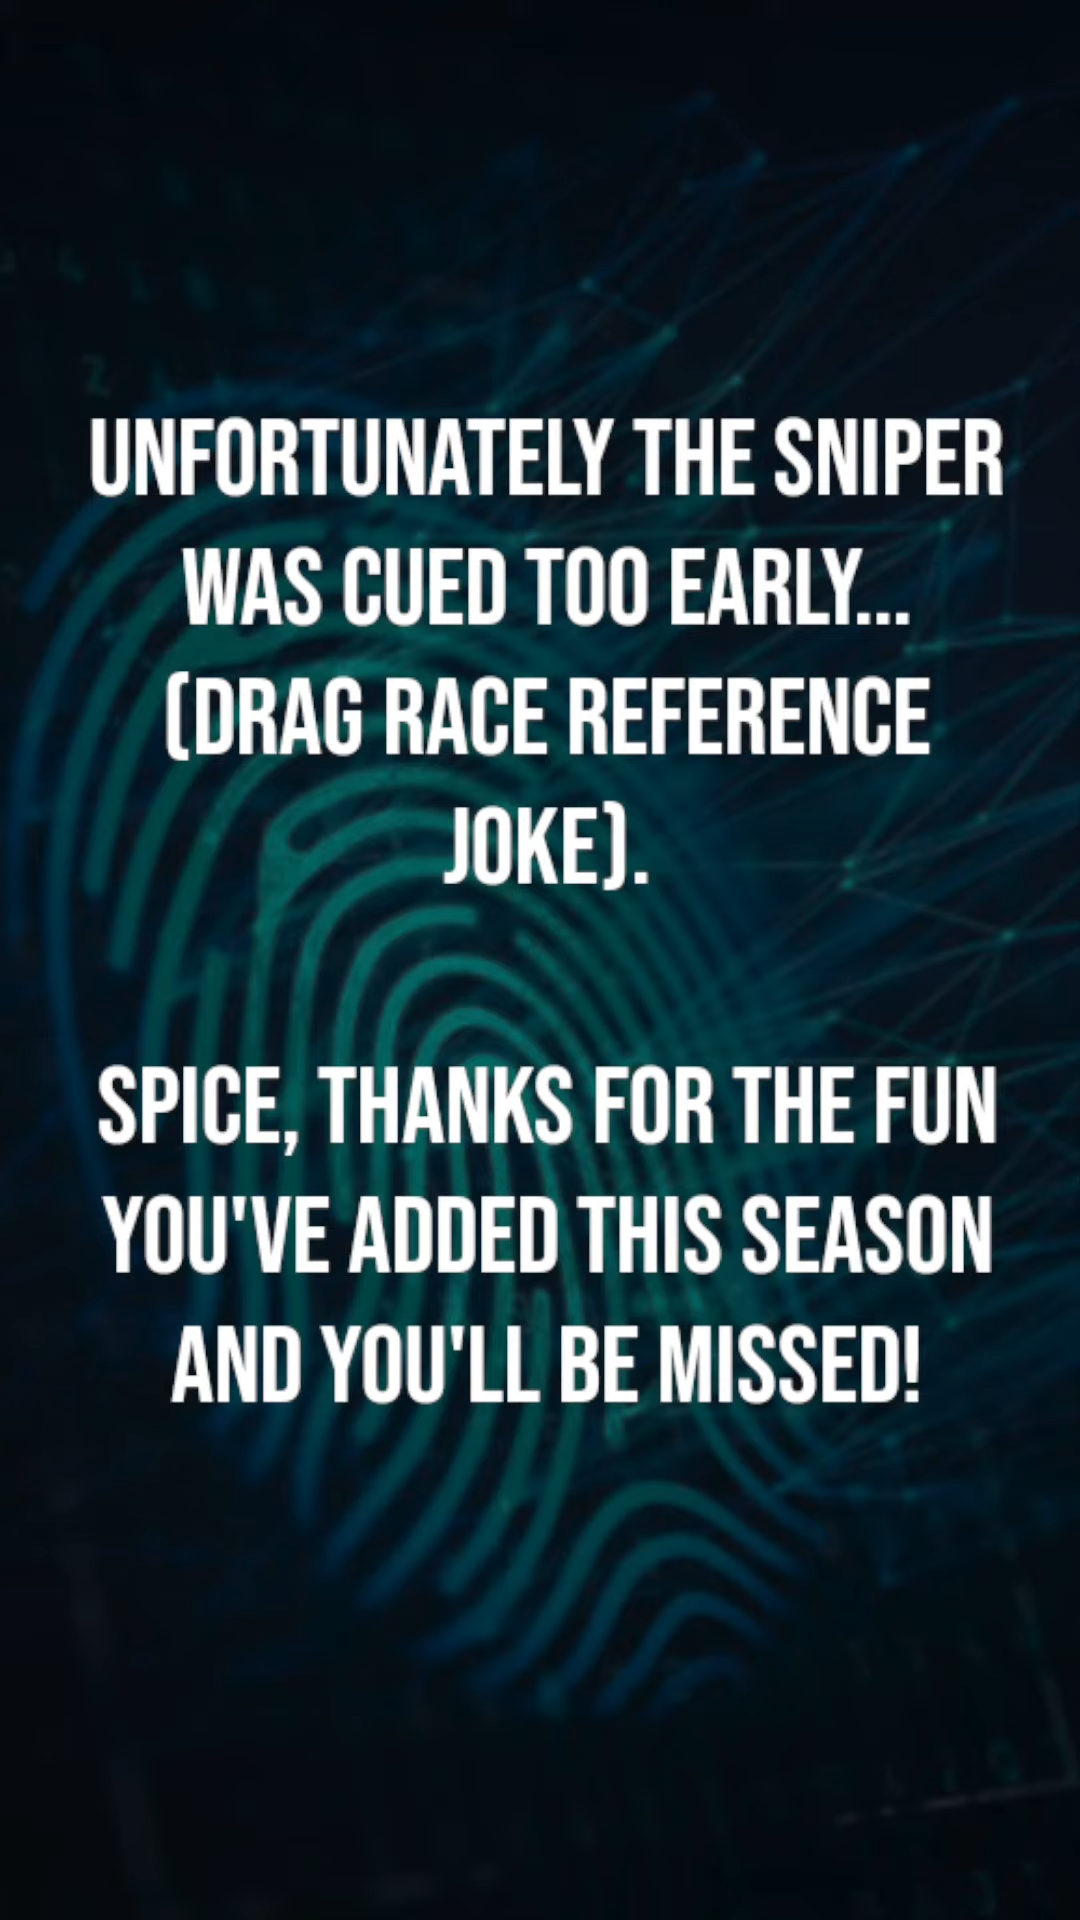 UNFORTUNATELY THE SNIPER
WAS CUED TOO EARLY...
(DRAG RACE REFERENCE
JOKE).
SPICE, THANKS FOR THE FUN
YOU'VE ADDED THIS SEASON
AND YOU'LL BE MISSED!